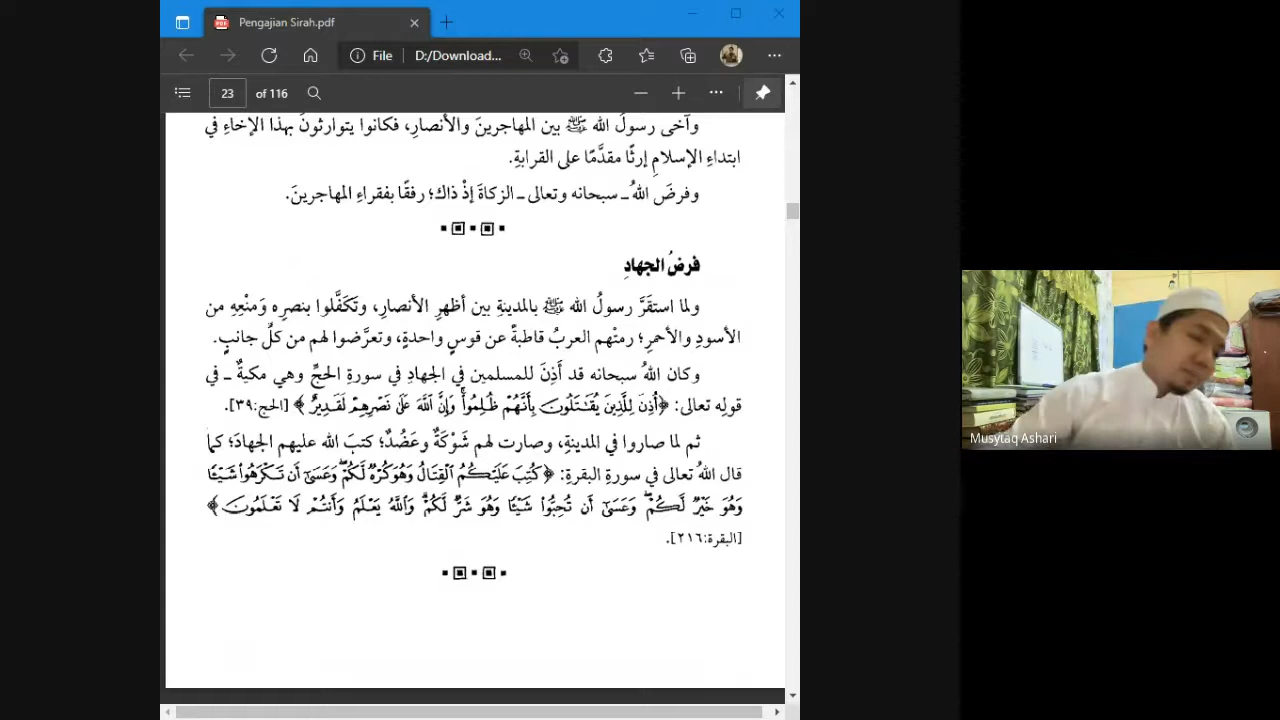 Pengajian Sirah.pdf
File
D:/Download...
23
of 116
وآخى رسولُ الله ﷺ بين المهاجرينَ والأنصارِ، فكانوا يتوارثونَ بهذا الإخاءِ في
ابتداءِ الإسلامِ إرثًا مقدَّمًا على القرابةِ.
وفرضَ اللهُ ـ سبحانه وتعالى ـ الزكاةَ إذْ ذاك؛ رفقًا بفقراءِ المهاجرينَ.
فرضُ الجهادِ
ولما استقَرَّ رسولُ الله ﷺ بالمدينةِ بين أظهرِ الأنصارِ، وتَكَفَّلوا بنصرِه وَمنْعِه من
الأسودِ والأحمرِ؛ رمتْهم العربُ قاطبةً عن قوسٍ واحدةٍ، وتعرَّضوا لهم من كلِّ جانبٍ.
وكان اللهُ سبحانه قد أَذِنَ للمسلمين في الجهادِ في سورةِ الحجِّ وهي مكيةٌ ـ في
قولِه تعالى: ﴿أُذِنَ لِلَّذِينَ يُقَٰتَلُونَ بِأَنَّهُمْ ظُلِمُوا۟ ۚ وَإِنَّ ٱللَّهَ عَلَىٰ نَصْرِهِمْ لَقَدِيرٌ﴾ [الحج:٣٩].
ثم لما صاروا في المدينةِ، وصارت لهم شَوْكَةٌ وعَضُدٌ؛ كتبَ الله عليهم الجهادَ؛ كما
قال اللهُ تعالى في سورةِ البقرةِ: ﴿كُتِبَ عَلَيْكُمُ ٱلْقِتَالُ وَهُوَ كُرْهٌ لَّكُمْ ۖ وَعَسَىٰٓ أَن تَكْرَهُوا۟ شَيْـًٔا
وَهُوَ خَيْرٌ لَّكُمْ ۖ وَعَسَىٰٓ أَن تُحِبُّوا۟ شَيْـًٔا وَهُوَ شَرٌّ لَّكُمْ ۗ وَٱللَّهُ يَعْلَمُ وَأَنتُمْ لَا تَعْلَمُونَ﴾
[البقرة:٢١٦].
Musytaq Ashari